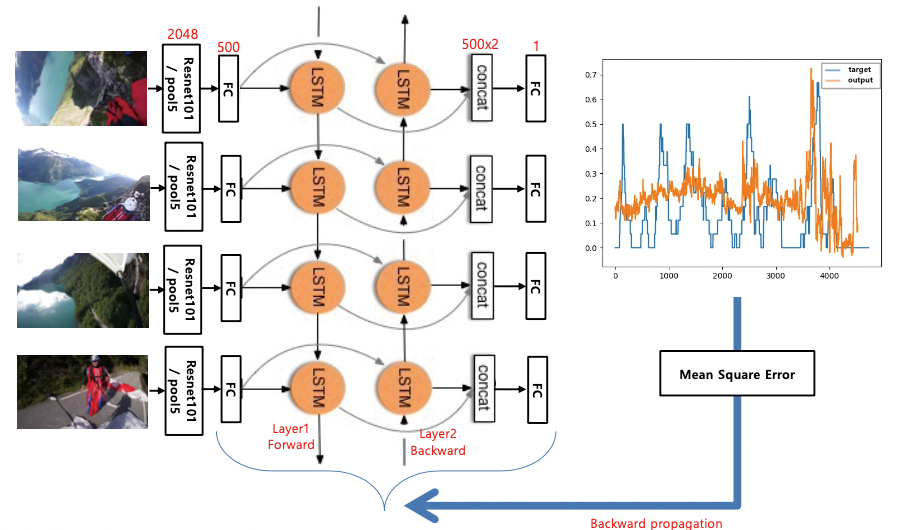 2048
500
500x2
1
Resnet101
/ pool5
FC
LSTM
LSTM
concat
FC
Resnet101
/ pool5
FC
LSTM
LSTM
concat
FC
Resnet101
/ pool5
FC
LSTM
LSTM
concat
FC
Resnet101
/ pool5
FC
LSTM
LSTM
concat
FC
Layer1
Forward
Layer2
Backward
target
output
0.7
0.6
0.5
0.4
0.3
0.2
0.1
0.0
0
1000
2000
3000
4000
Mean Square Error
Backward propagation